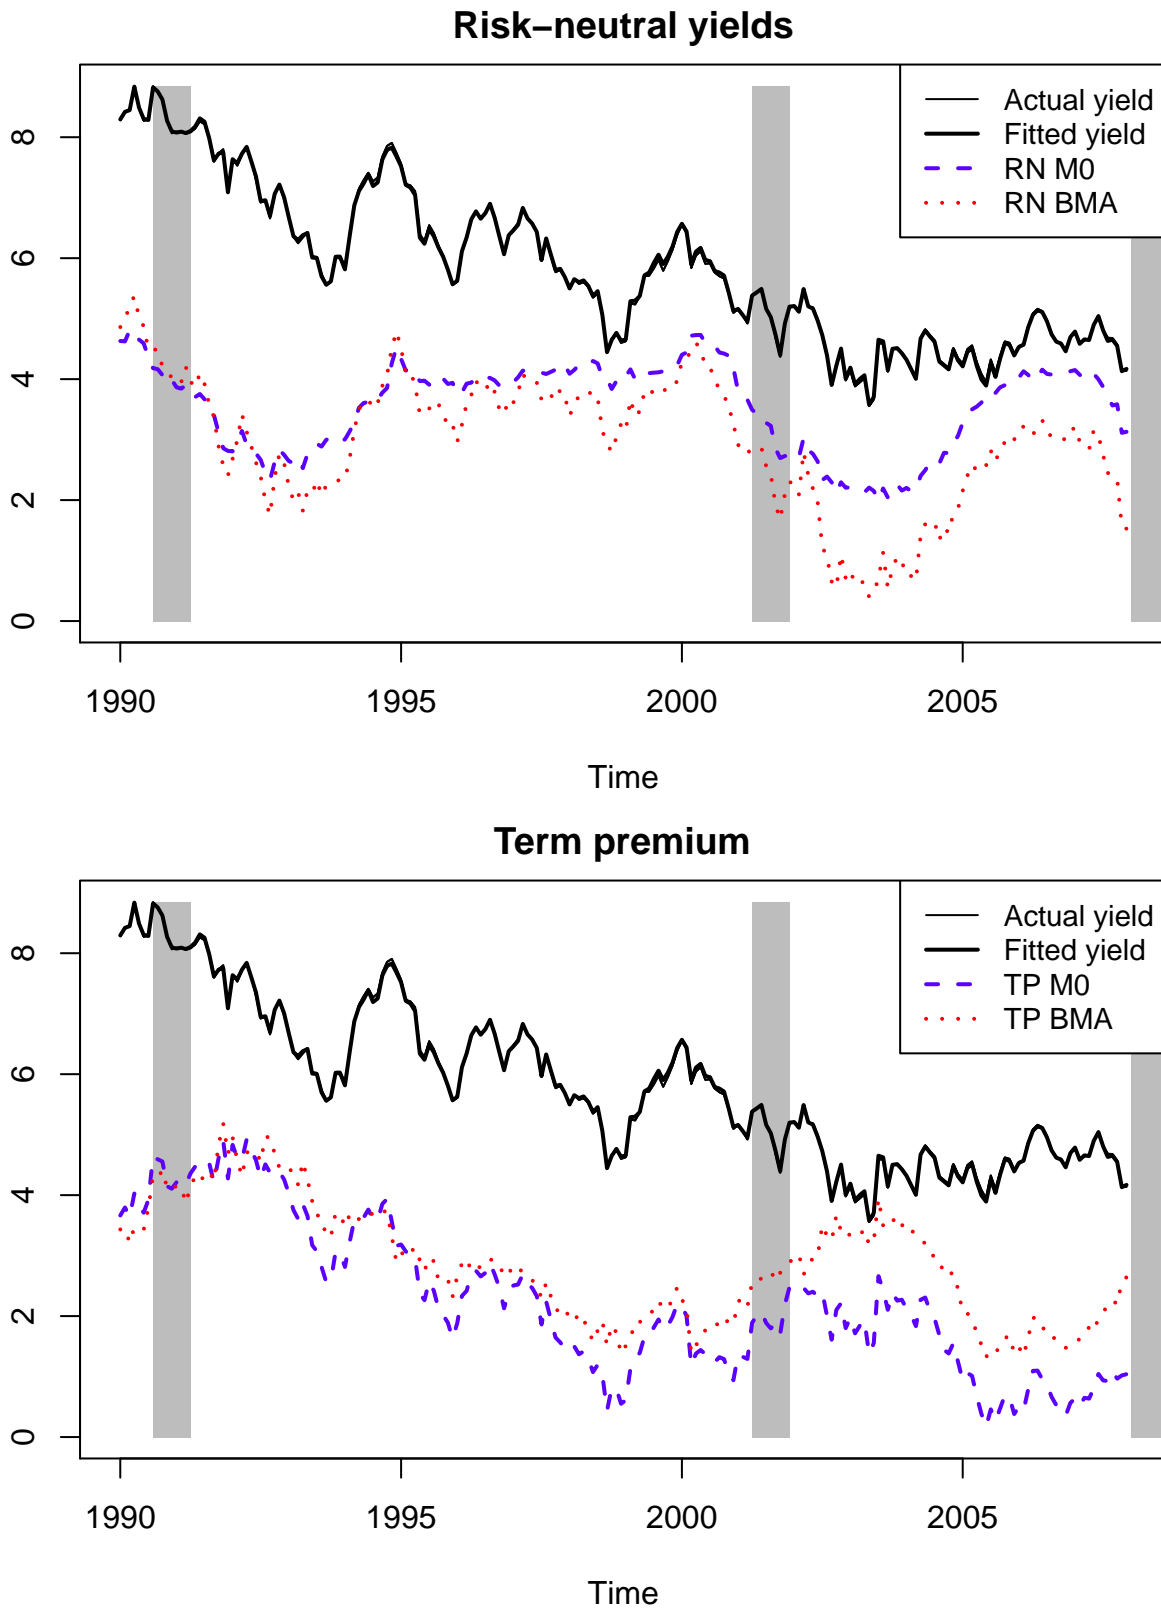 Risk–neutral yields
Actual yield
Fitted yield
RN M0
RN BMA
8
6
4
2
0
1990 1995 2000 2005
Time
Term premium
Actual yield
Fitted yield
TP M0
TP BMA
8
6
4
2
0
1990 1995 2000 2005
Time